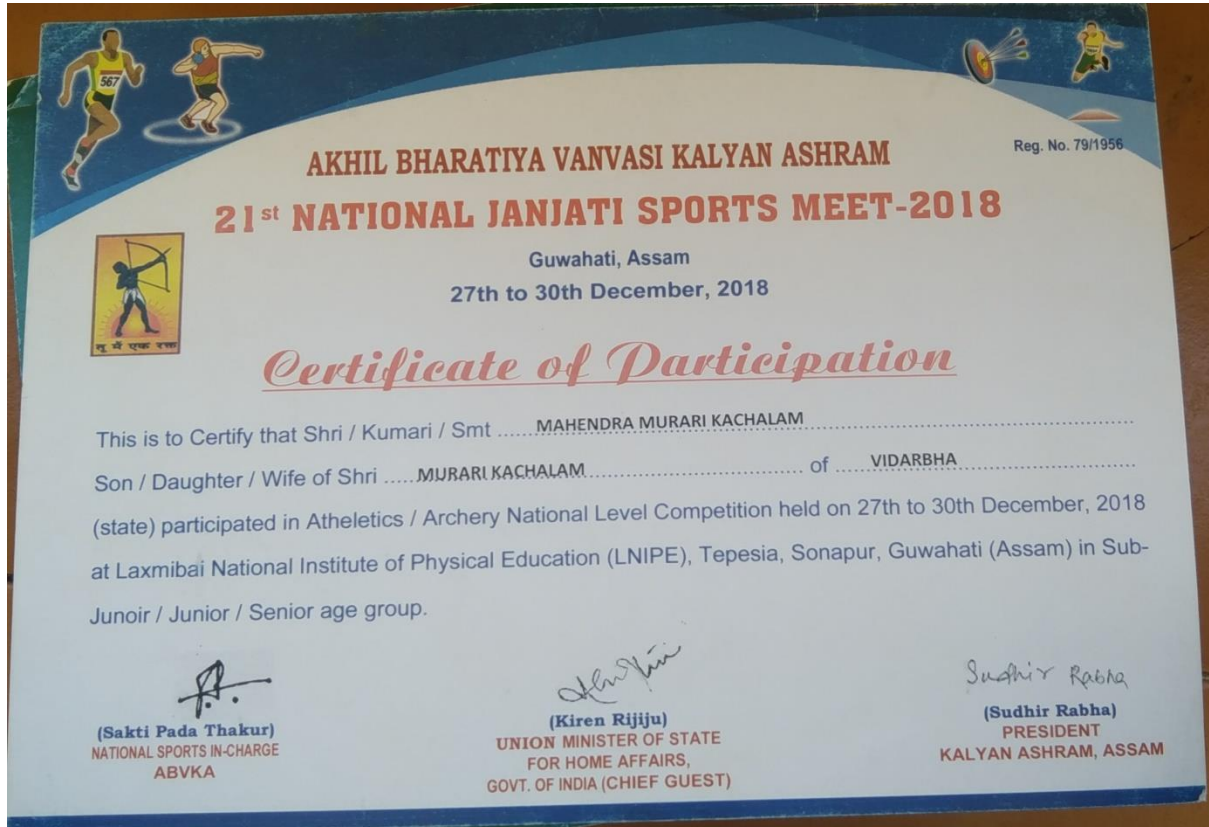 567
AKHIL BHARATIYA VANVASI KALYAN ASHRAM
Reg. No. 79/1956
21st NATIONAL JANJATI SPORTS MEET-2018
Guwahati, Assam
27th to 30th December, 2018
तू मैं एक रक्त
Certificate of Participation
This is to Certify that Shri / Kumari / Smt ...... MAHENDRA MURARI KACHALAM ......
Son / Daughter / Wife of Shri ..... MURARI KACHALAM ...... of ..... VIDARBHA ......
(state) participated in Atheletics / Archery National Level Competition held on 27th to 30th December, 2018
at Laxmibai National Institute of Physical Education (LNIPE), Tepesia, Sonapur, Guwahati (Assam) in Sub-
Junoir / Junior / Senior age group.
Sudhir Rabha
(Sakti Pada Thakur)
NATIONAL SPORTS IN-CHARGE
ABVKA
(Kiren Rijiju)
UNION MINISTER OF STATE
FOR HOME AFFAIRS,
GOVT. OF INDIA (CHIEF GUEST)
(Sudhir Rabha)
PRESIDENT
KALYAN ASHRAM, ASSAM